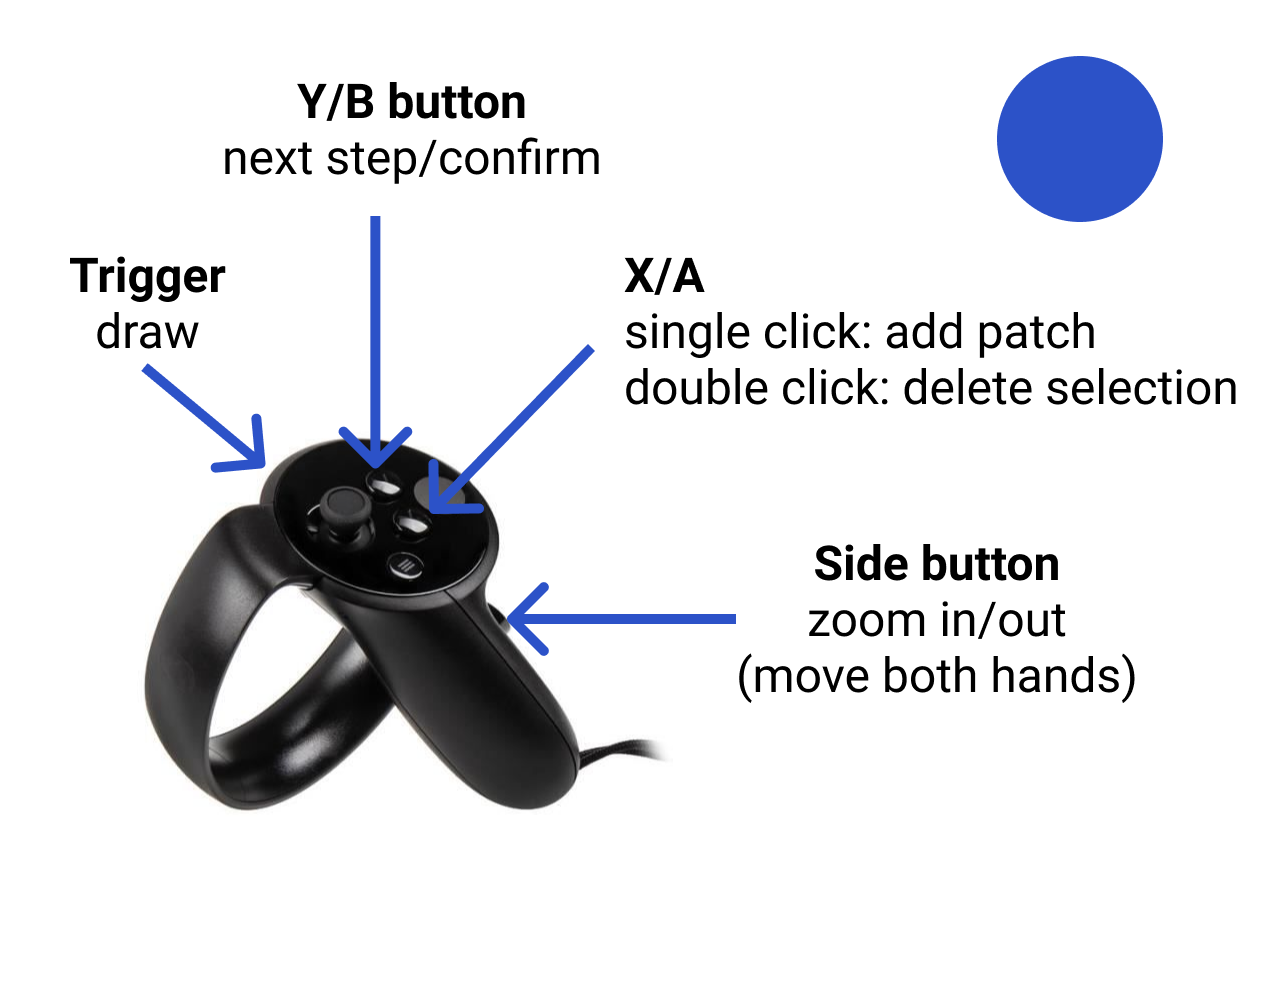 Y/B button
next step/confirm
Trigger
draw
X/A
single click: add patch
double click: delete selection
Side button
zoom in/out
(move both hands)